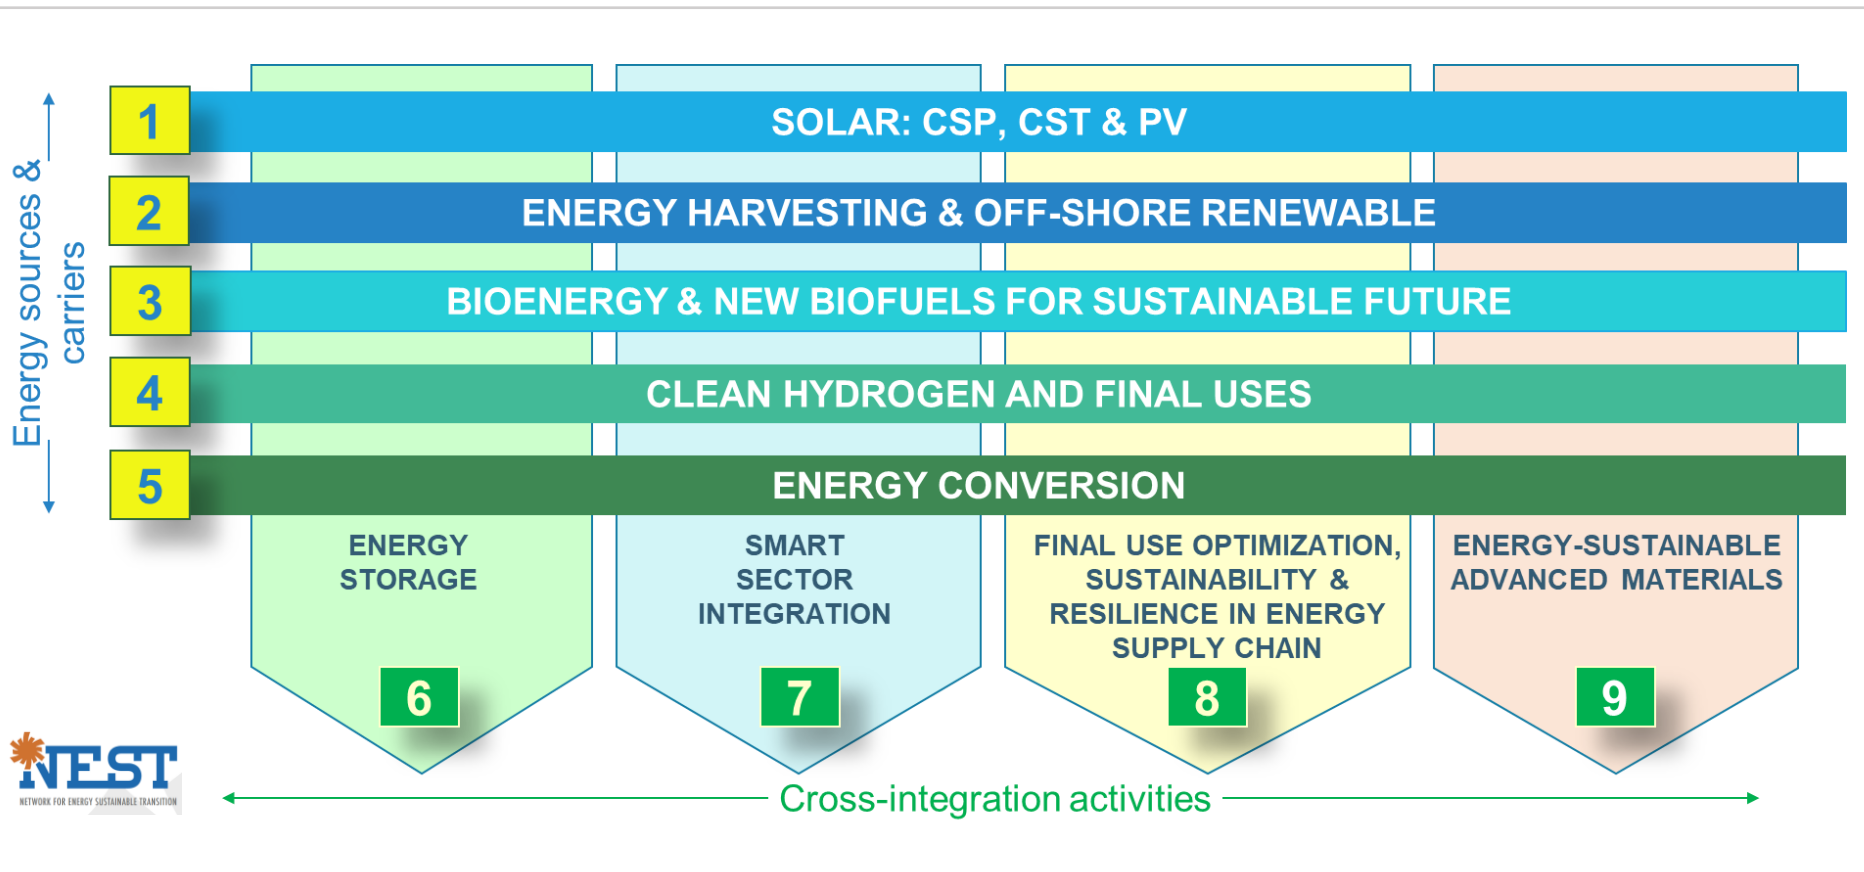 Energy sources &
carriers
1
SOLAR: CSP, CST & PV
2
ENERGY HARVESTING & OFF-SHORE RENEWABLE
3
BIOENERGY & NEW BIOFUELS FOR SUSTAINABLE FUTURE
4
CLEAN HYDROGEN AND FINAL USES
5
ENERGY CONVERSION
ENERGY
STORAGE
6
SMART
SECTOR
INTEGRATION
7
FINAL USE OPTIMIZATION,
SUSTAINABILITY &
RESILIENCE IN ENERGY
SUPPLY CHAIN
8
ENERGY-SUSTAINABLE
ADVANCED MATERIALS
9
NEST
NETWORK FOR ENERGY SUSTAINABLE TRANSITION
Cross-integration activities